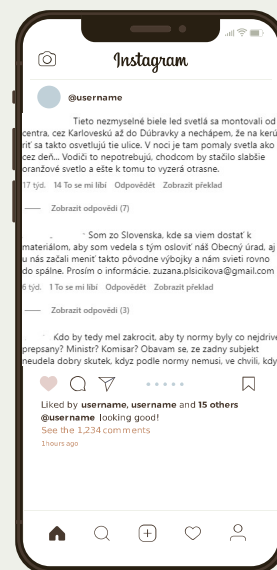 Instagram
@username
Tieto nezmyselné biele led svetlá sa montovali od
centra, cez Karloveskú až do Dúbravky a nechápem, že na kerú
riť sa takto osvetlujú tie ulice. V noci je tam pomaly svetla ako
cez deň... Vodiči to nepotrebujú, chodcom by stačilo slabšie
oranžové svetlo a ešte k tomu to vyzerá otrasne.
17 týd. 14 To se mi líbí Odpovědět Zobrazit překlad
Zobrazit odpovědi (7)
Som zo Slovenska, kde sa viem dostať k
materiálom, aby som vedela s tým osloviť náš Obecný úrad, aj
u nás začali meniť takto pôvodne výbojky a nám svieti rovno
do spálne. Prosím o informácie. zuzana.plsicikova@gmail.com
6 týd. 1 To se mi líbí Odpovědět Zobrazit překlad
Zobrazit odpovědi (3)
Kdo by tedy mel zakrocit, aby ty normy byly co nejdrive
prepsany? Ministr? Komisar? Obavam se, ze zadny subjekt
neudela dobry skutek, kdyz podle normy nemusi, ve chvili, kdy
Liked by username, username and 15 others
@username looking good!
See the 1,234 comments
1hours ago